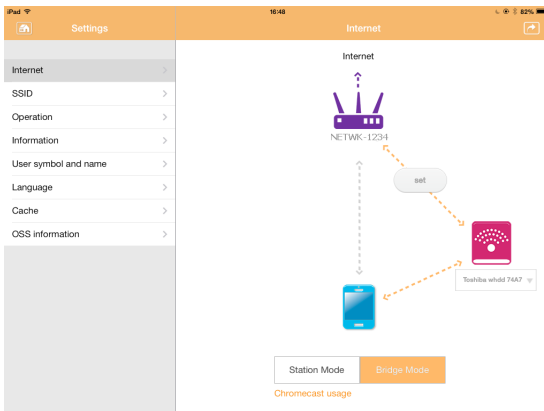 iPad 16:48 82%
Settings
Internet
Internet
SSID
Operation
Information
User symbol and name
Language
Cache
OSS information
Internet
NETWK-1234
set
Toshiba whdd 74A7
Station Mode
Bridge Mode
Chromecast usage